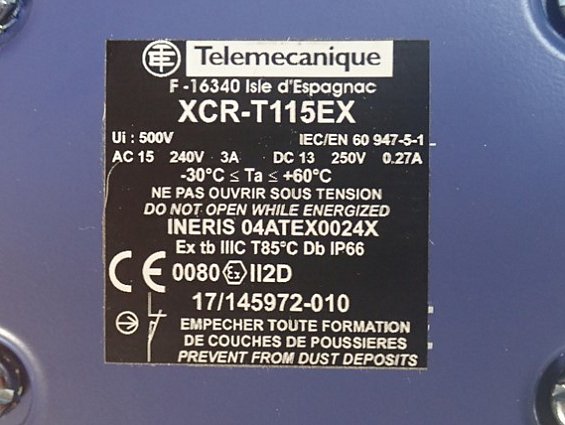 Telemecanique
F -16340 Isle d'Espagnac
XCR-T115EX
Ui : 500V IEC/EN 60 947-5-1
AC 15 240V 3A DC 13 250V 0.27A
-30°C ≤ Ta ≤ +60°C
NE PAS OUVRIR SOUS TENSION
DO NOT OPEN WHILE ENERGIZED
INERIS 04ATEX0024X
Ex tb IIIC T85°C Db IP66
CE 0080 Ex II2D
17/145972-010
EMPECHER TOUTE FORMATION
DE COUCHES DE POUSSIERES
PREVENT FROM DUST DEPOSITS